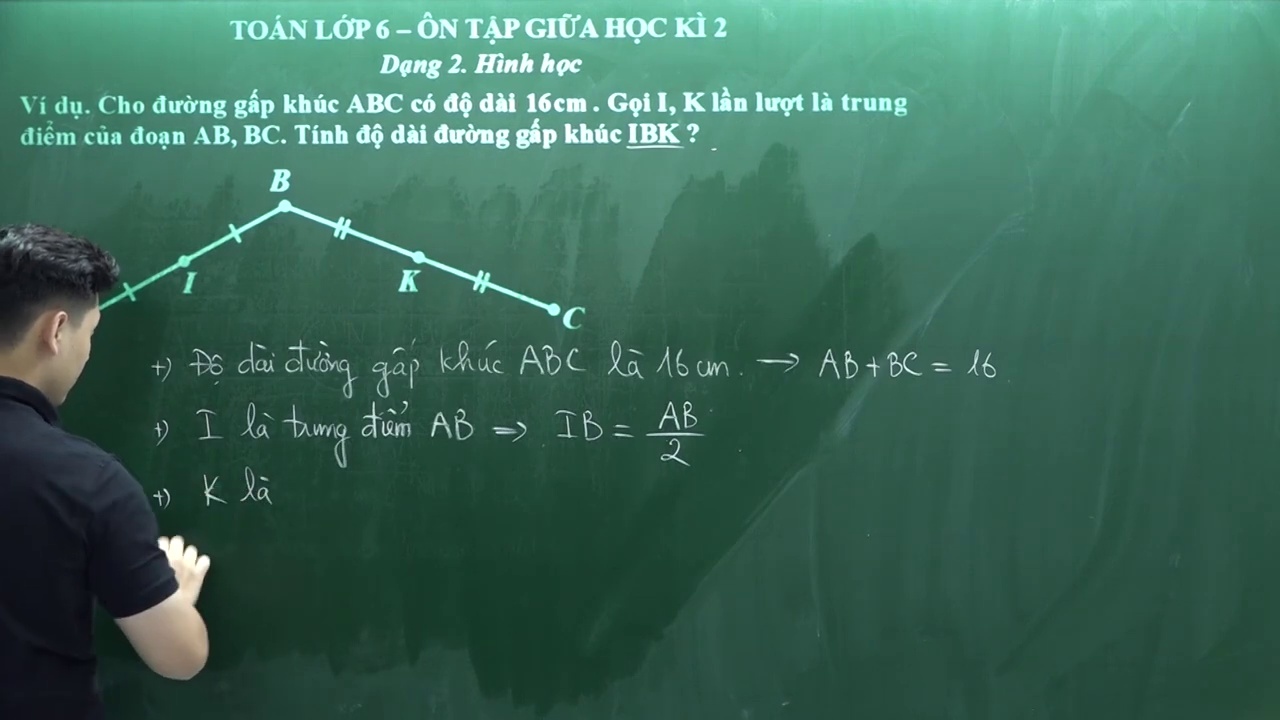 TOÁN LỚP 6 – ÔN TẬP GIỮA HỌC KÌ 2
Dạng 2. Hình học
Ví dụ. Cho đường gấp khúc ABC có độ dài 16cm . Gọi I, K lần lượt là trung
điểm của đoạn AB, BC. Tính độ dài đường gấp khúc IBK ?
B
I
K
C
+) Độ dài đường gấp khúc ABC là 16 cm. → AB + BC = 16
+) I là trung điểm AB ⇒ IB = AB/2
+) K là